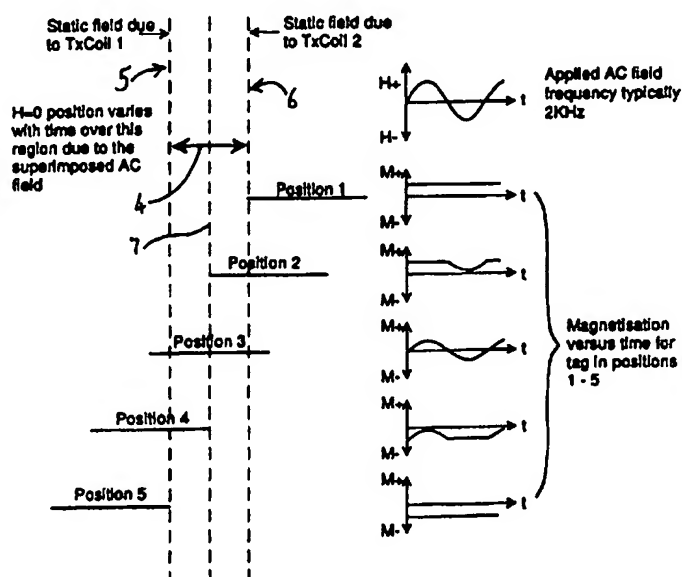 Static field due
to TxCoil 1
Static field due
to TxCoil 2
5
6
H=0 position varies
with time over this
region due to the
superimposed AC
field
4
7
Position 1
Position 2
Position 3
Position 4
Position 5
H+
H-
t
Applied AC field
frequency typically
2KHz
M+
M-
t
M+
M-
t
M+
M-
t
M+
M-
t
M+
M-
t
Magnetisation
versus time for
tag in positions
1 - 5